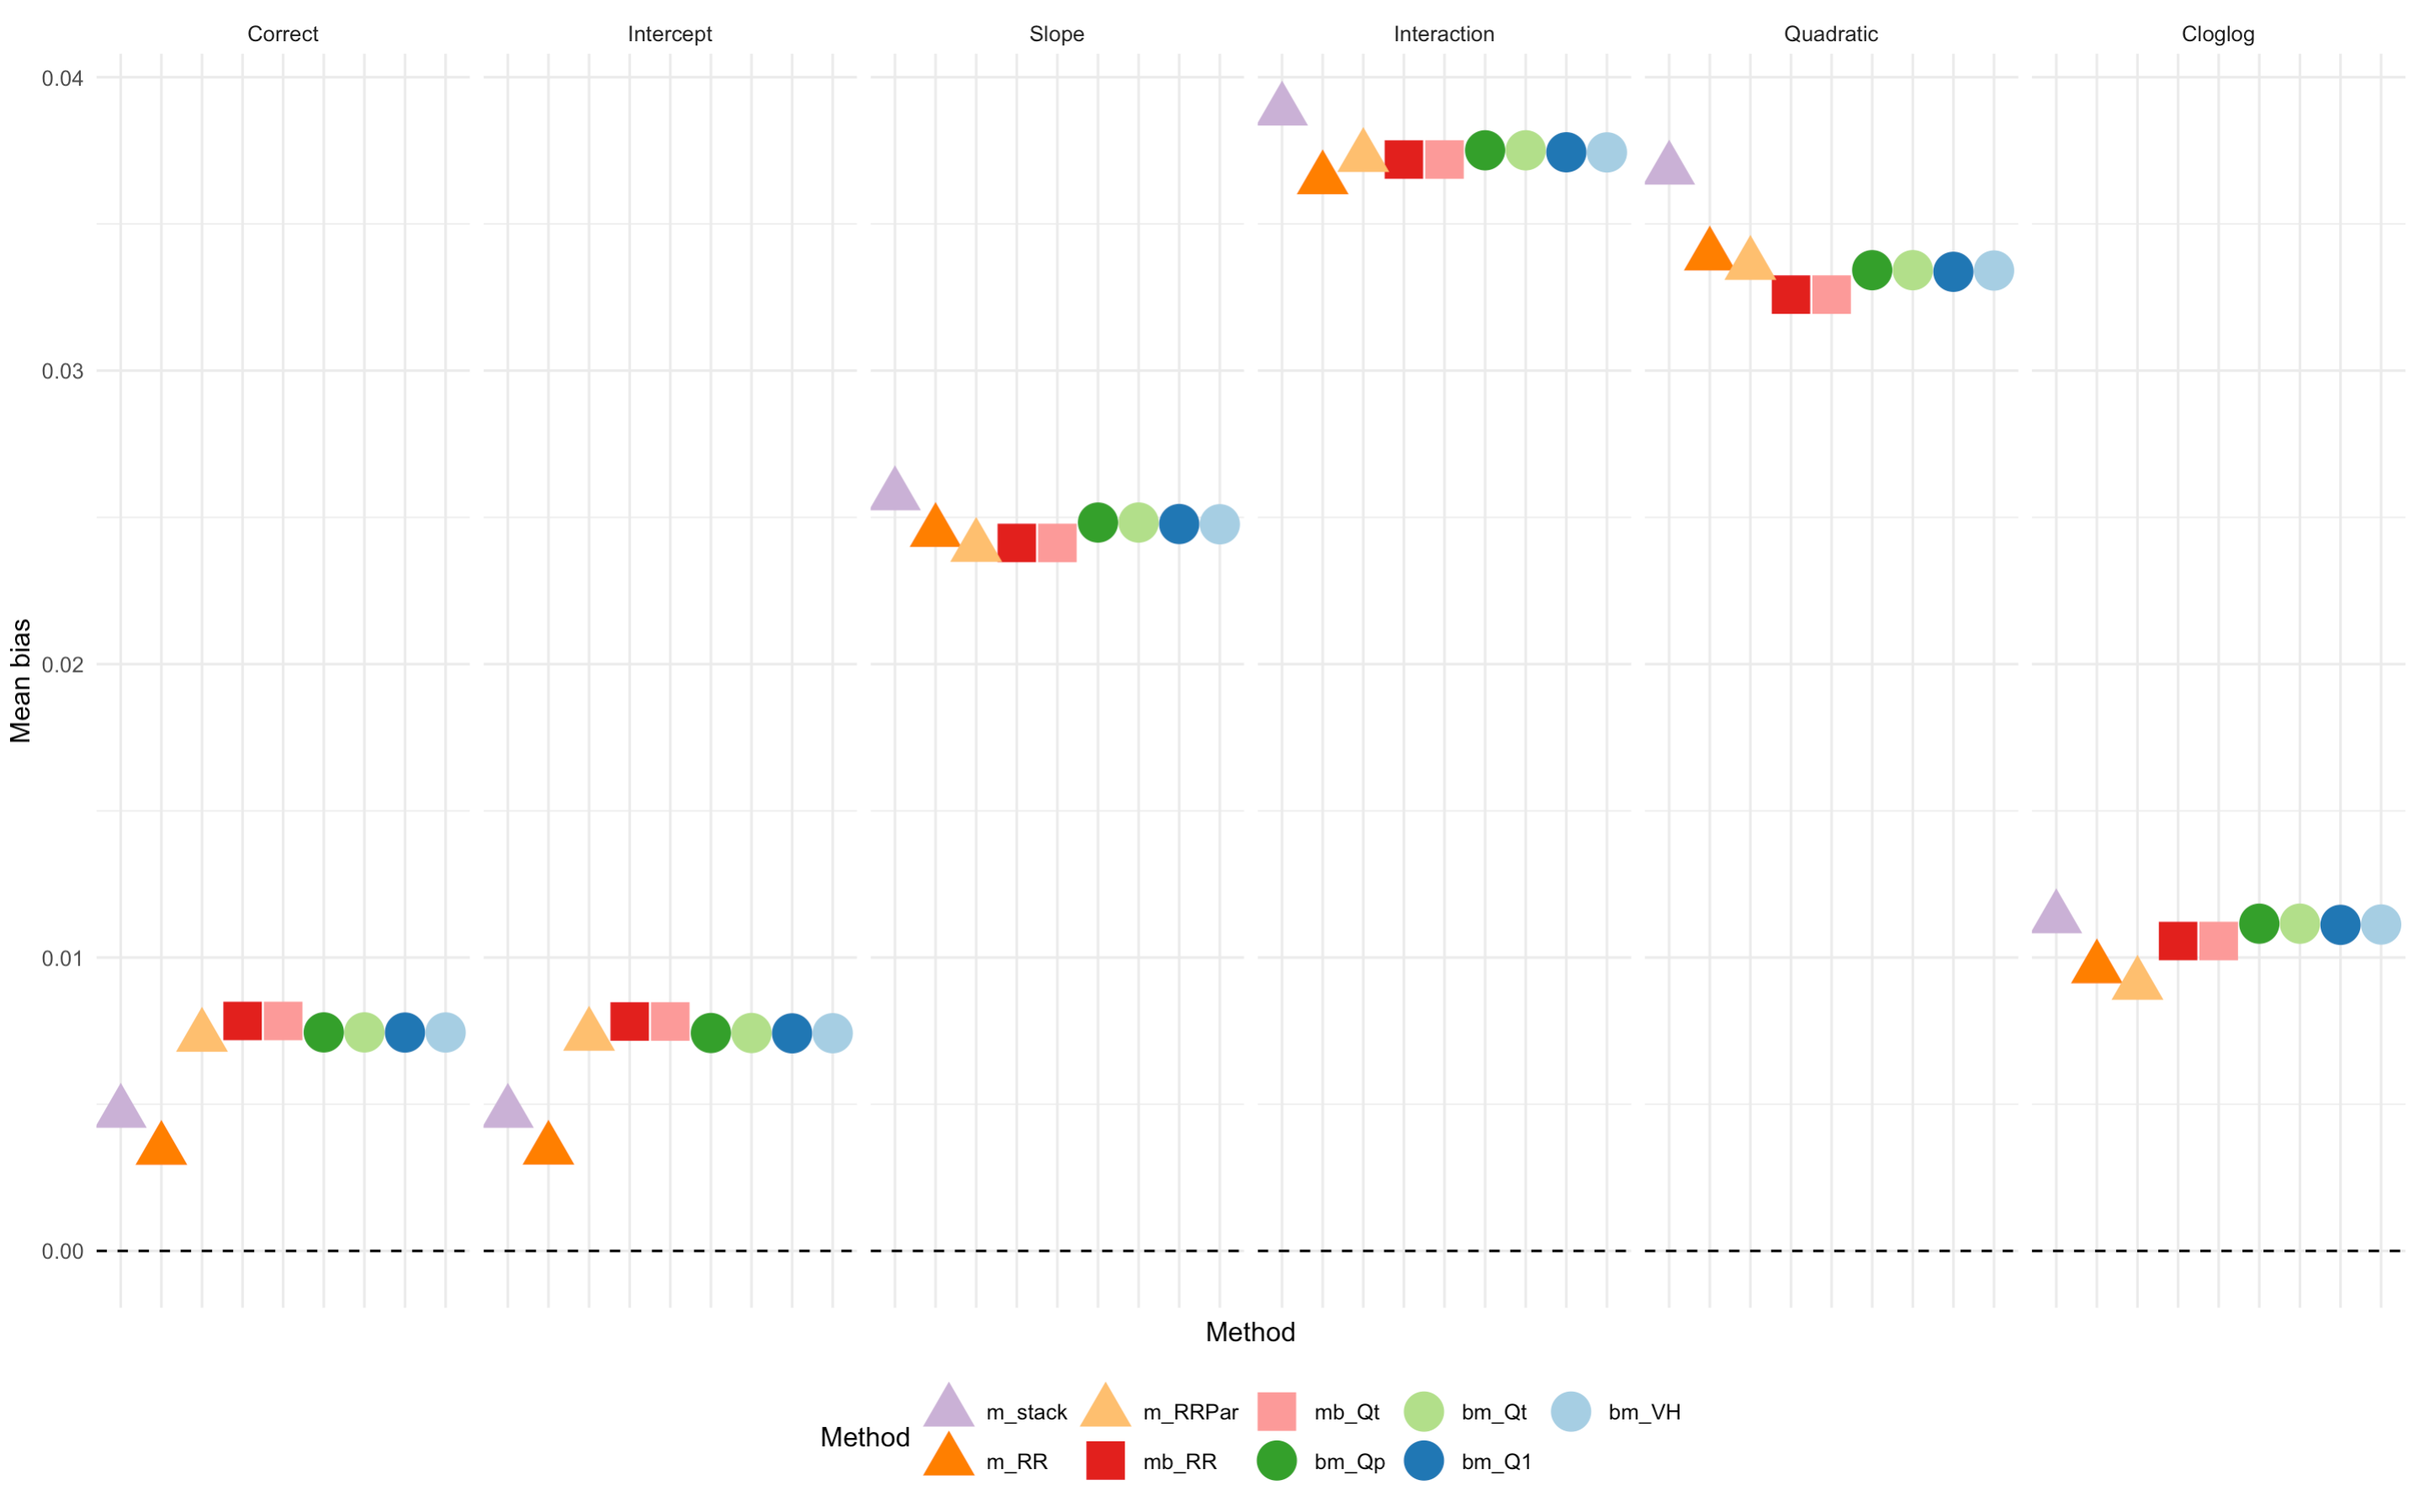 Correct Intercept Slope Interaction Quadratic Cloglog
0.04
0.03
0.02
0.01
0.00
Mean bias
Method
Method
m_stack m_RRPar mb_Qt bm_Qt bm_VH
m_RR mb_RR bm_Qp bm_Q1